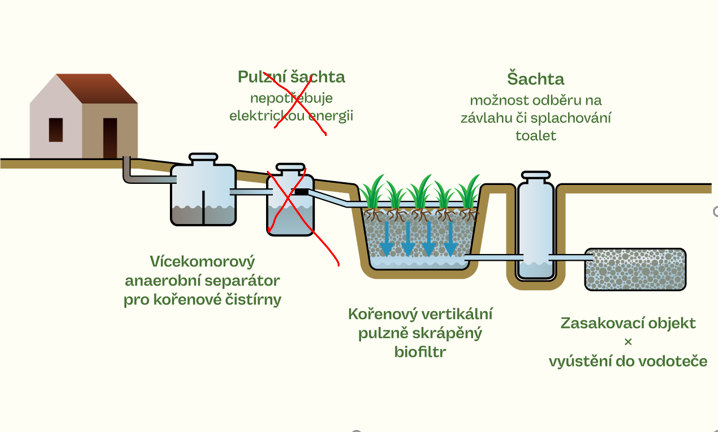 Pulzní šachta
nepotřebuje
elektrickou energii
Šachta
možnost odběru na
závlahu či splachování
toalet
Vícekomorový
anaerobní separátor
pro kořenové čistírny
Kořenový vertikální
pulzně skrápěný
biofiltr
Zasakovací objekt
×
vyústění do vodoteče